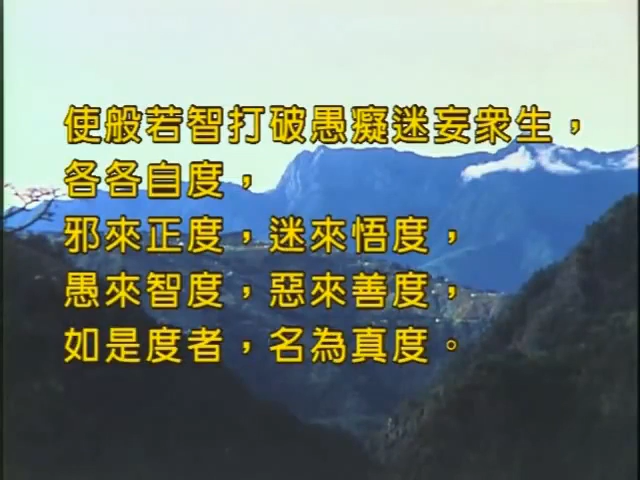 使般若智打破愚癡迷妄眾生，
各各自度，
邪來正度，迷來悟度，
愚來智度，惡來善度，
如是度者，名為真度。